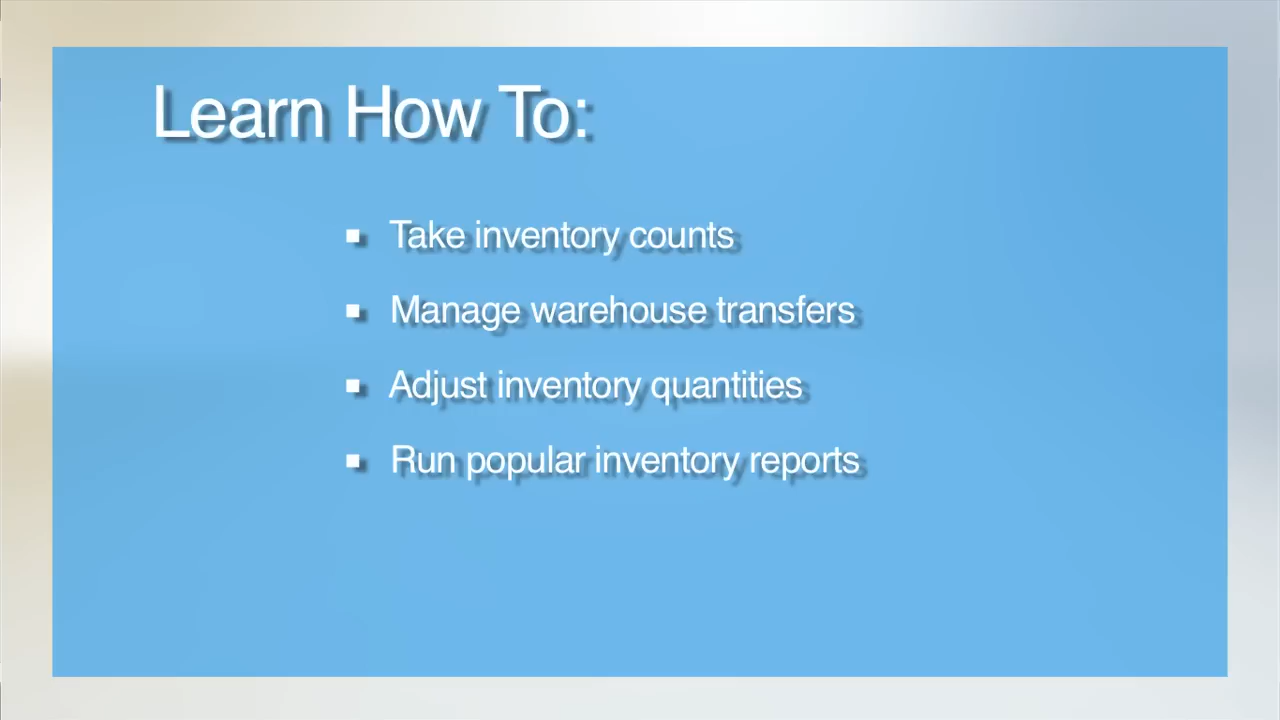 Learn How To:
▪ Take inventory counts
▪ Manage warehouse transfers
▪ Adjust inventory quantities
▪ Run popular inventory reports